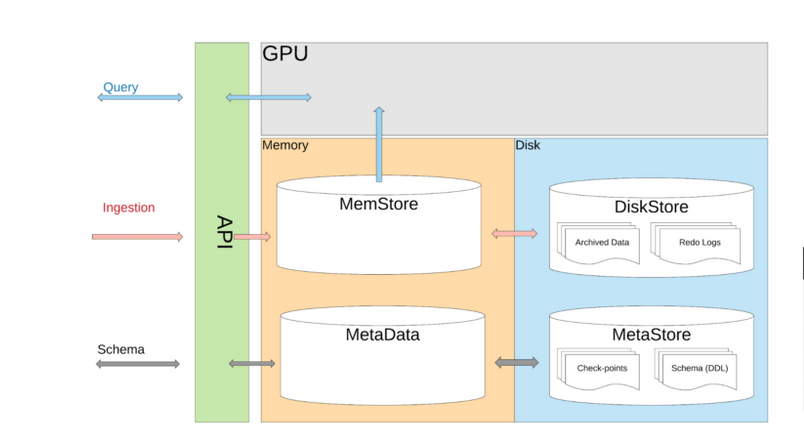 GPU
Query
Memory
Disk
Ingestion
API
MemStore
DiskStore
Archived Data
Redo Logs
Schema
MetaData
MetaStore
Check-points
Schema (DDL)